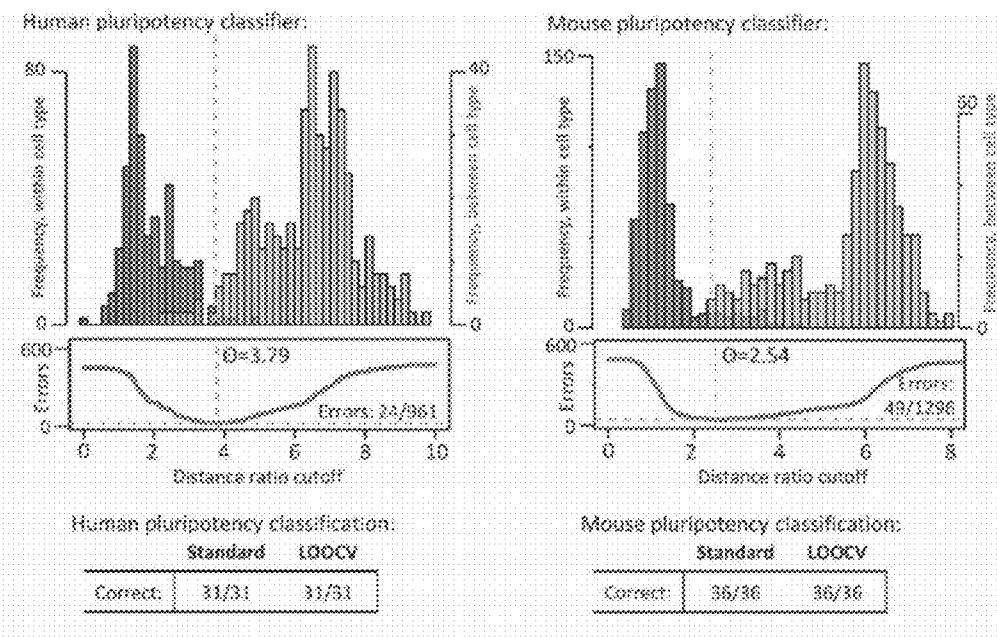 Human pluripotency classifier:
80
Frequency, within cell type
0
40
Frequency, between cell type
0
600
Errors
0
O=3.79
Errors: 24/961
0 2 4 6 8 10
Distance ratio cutoff
Human pluripotency classification:
Standard LOOCV
Correct: 31/31 31/31
Mouse pluripotency classifier:
150
Frequency, within cell type
0
60
Frequency, between cell type
0
600
Errors
0
O=2.54
Errors:
49/1296
0 2 4 6 8
Distance ratio cutoff
Mouse pluripotency classification:
Standard LOOCV
Correct: 36/36 36/36